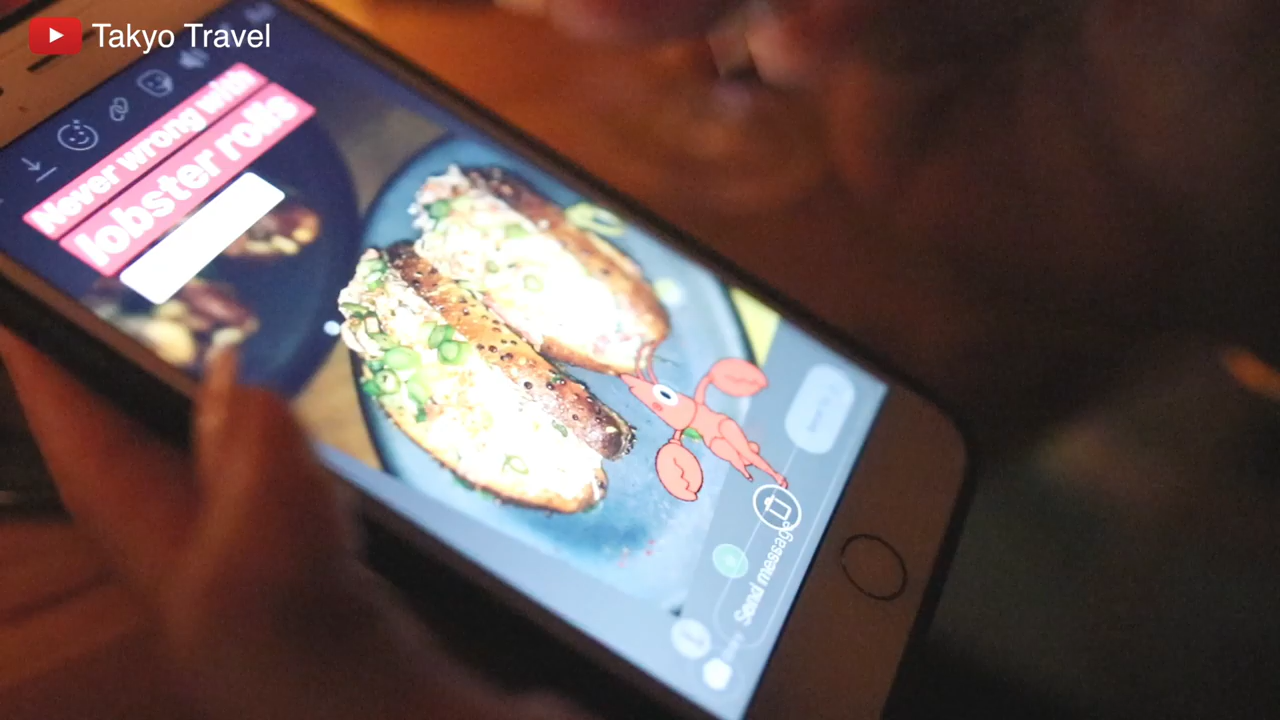 Takyo Travel
Never wrong with
lobster rolls
Send message